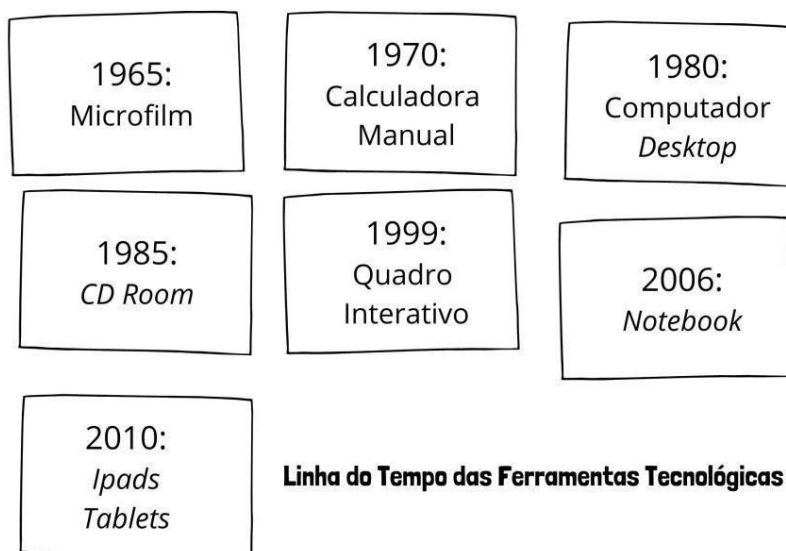 1965:
Microfilm
1970:
Calculadora
Manual
1980:
Computador
Desktop
1985:
CD Room
1999:
Quadro
Interativo
2006:
Notebook
2010:
Ipads
Tablets
Linha do Tempo das Ferramentas Tecnológicas